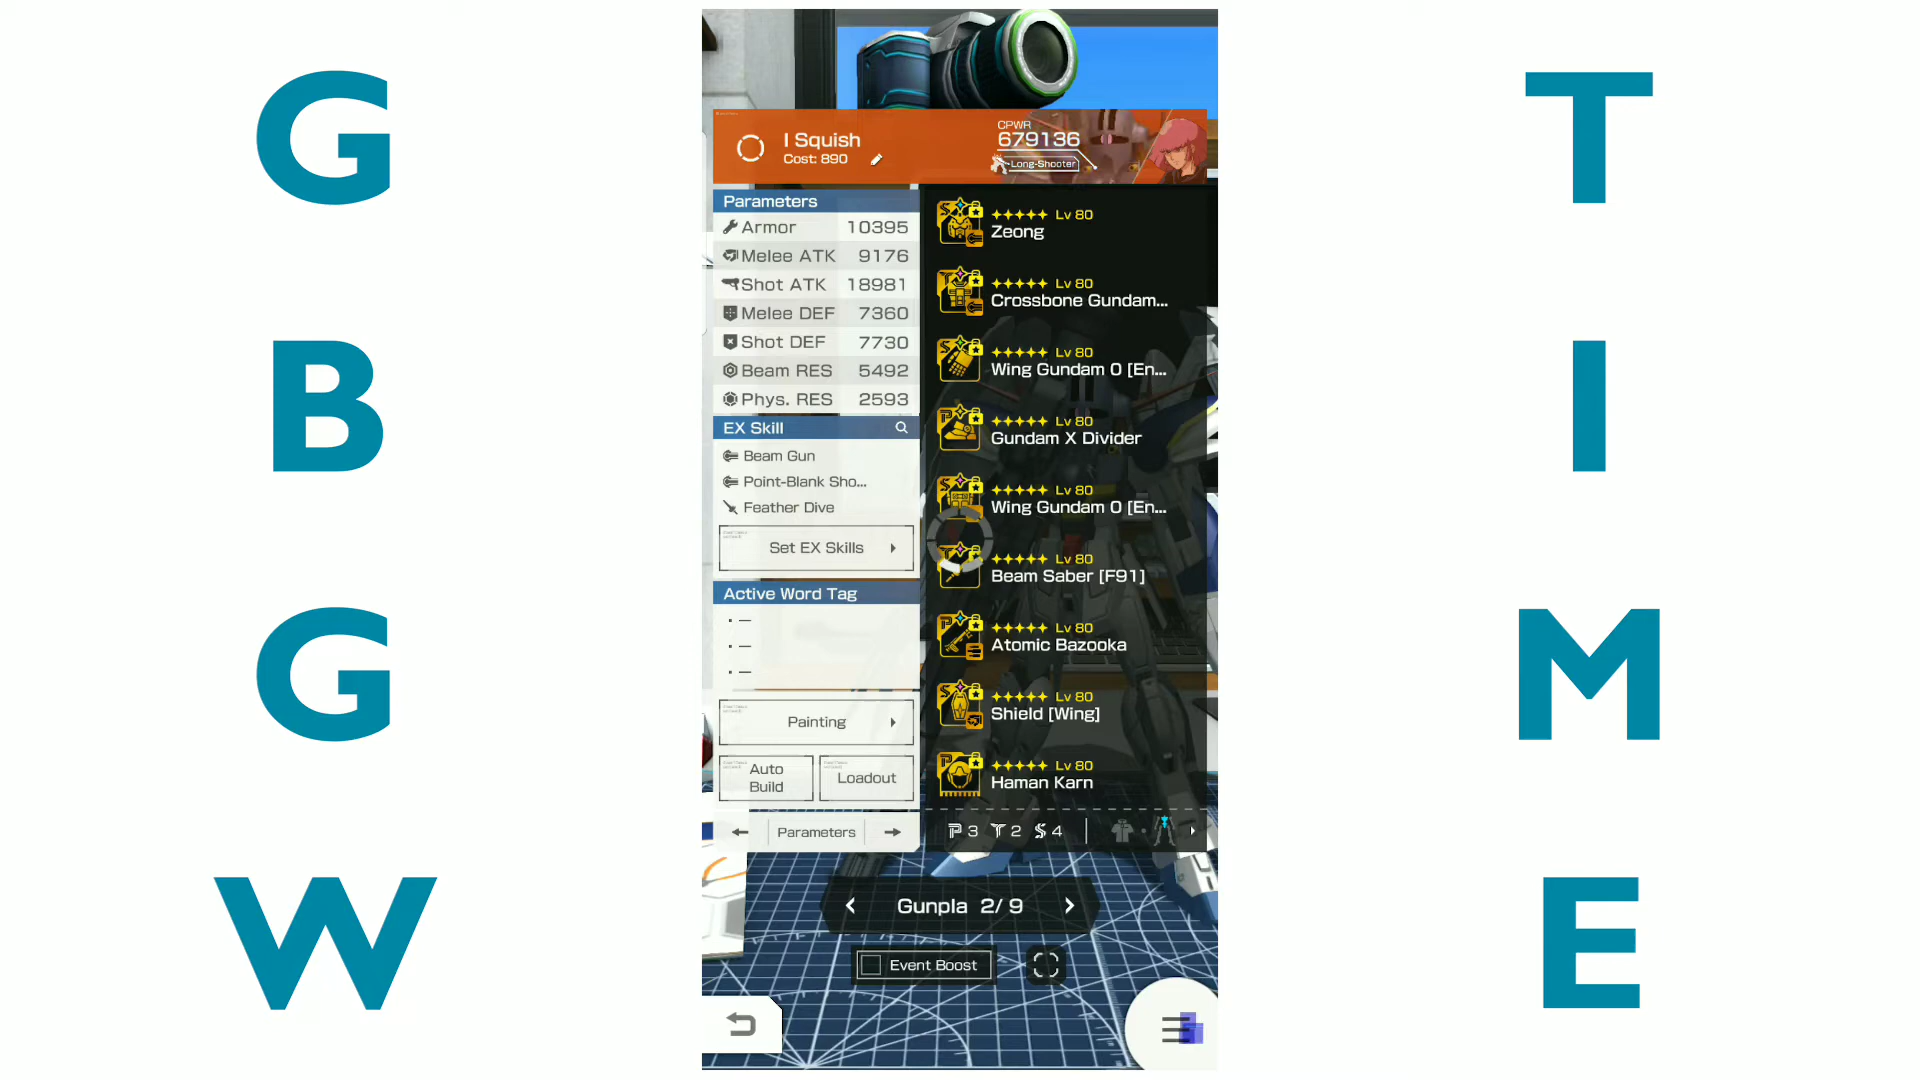 G
B
G
W
T
I
M
E
I Squish
Cost: 890
CPWR
679136
Long-Shooter
Parameters
Armor 10395
Melee ATK 9176
Shot ATK 18981
Melee DEF 7360
Shot DEF 7730
Beam RES 5492
Phys. RES 2593
EX Skill
Beam Gun
Point-Blank Sho...
Feather Dive
Set EX Skills
Active Word Tag
· —
· —
· —
Painting
Auto
Build
Loadout
Parameters
Lv 80
Zeong
Lv 80
Crossbone Gundam...
Lv 80
Wing Gundam 0 [En...
Lv 80
Gundam X Divider
Lv 80
Wing Gundam 0 [En...
Lv 80
Beam Saber [F91]
Lv 80
Atomic Bazooka
Lv 80
Shield [Wing]
Lv 80
Haman Karn
P 3 T 2 S 4
Gunpla 2/ 9
Event Boost